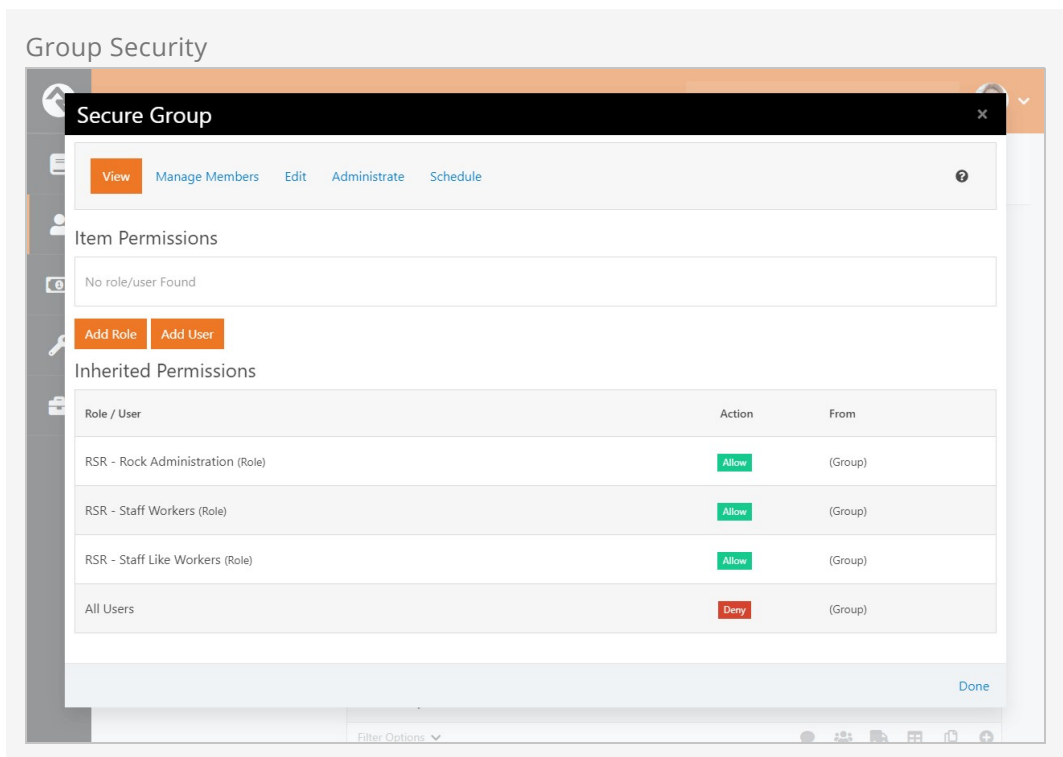 Group Security
Secure Group ×
View Manage Members Edit Administrate Schedule
Item Permissions
No role/user Found
Add Role Add User
Inherited Permissions
Role / User Action From
RSR - Rock Administration (Role) Allow (Group)
RSR - Staff Workers (Role) Allow (Group)
RSR - Staff Like Workers (Role) Allow (Group)
All Users Deny (Group)
Done
Filter Options